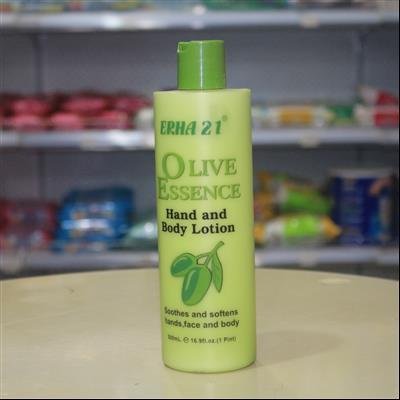 ERHA 21®
OLIVE
ESSENCE
Hand and
Body Lotion
Soothes and softens
hands,face and body
500mL ℮ 16.9fl.oz.(1 Pint)